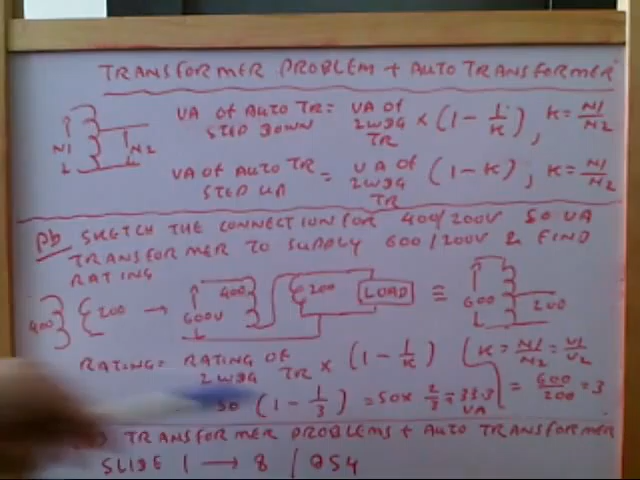 TRANSFORMER PROBLEM + AUTO TRANSFORMER
VA of AUTO TR = VA of × (1 - 1/K), K = N1/N2
STEP DOWN 2WDG TR
N1 N2
VA of AUTO TR = VA of (1 - K), K = N1/N2
STEP UP 2WDG TR
Pb SKETCH THE CONNECTION FOR 400/200V 50 VA
TRANSFORMER TO SUPPLY 600/200V & FIND
RATING
400 200 → 600V 400 200 LOAD ≡ 600 200
RATING = RATING OF × (1 - 1/K) (K = N1/N2 = V1/V2
2WDG TR
50 (1 - 1/3) = 50 × 2/3 = 33.3 VA = 600/200 = 3
TRANSFORMER PROBLEMS + AUTO TRANSFORMER
SLIDE 1 → 8 / 054